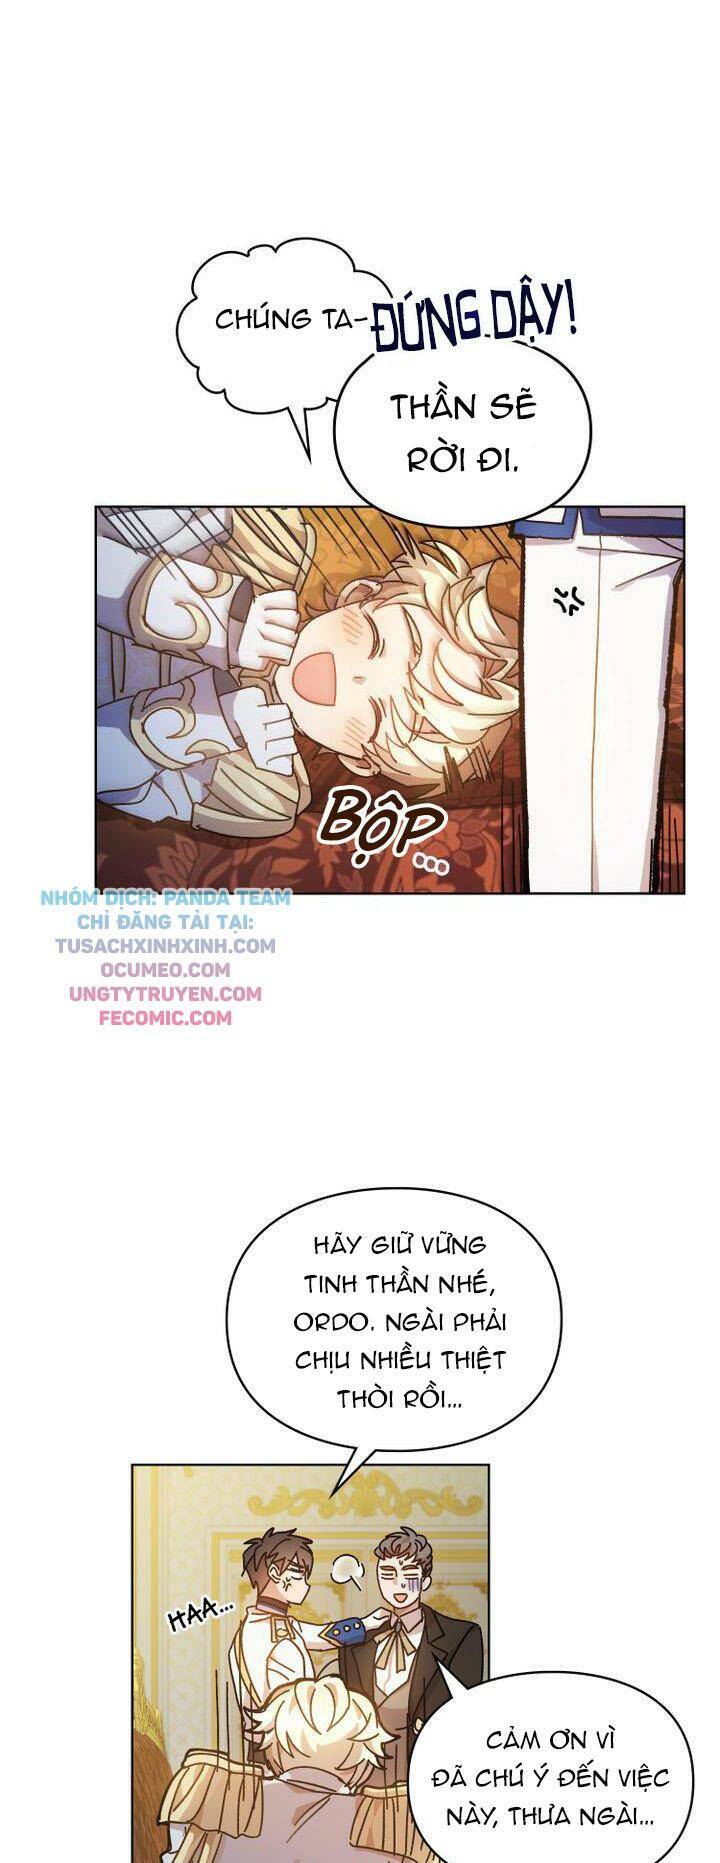 CHÚNG TA-
ĐỨNG DẬY!
THẦN SẼ
RỜI ĐI.
BỘP...
NHÓM DỊCH: PANDA TEAM
CHỈ ĐĂNG TẢI TẠI:
TUSACHXINHXINH.COM
OCUMEO.COM
UNGTYTRUYEN.COM
FECOMIC.COM
HÃY GIỮ VỮNG
TINH THẦN NHÉ,
ORDO. NGÀI PHẢI
CHỊU NHIỀU THIỆT
THÒI RỒI...
HAA...
CẢM ƠN VÌ
ĐÃ CHÚ Ý ĐẾN VIỆC
NÀY, THƯA NGÀI...